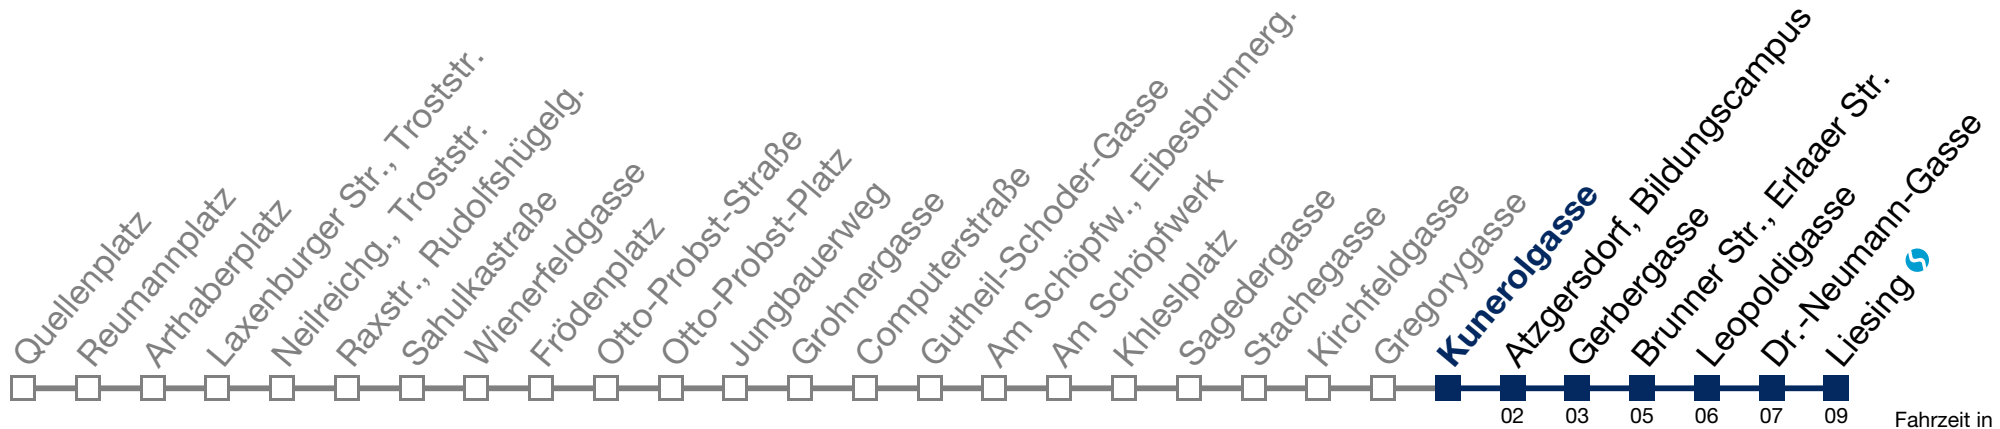 Quellenplatz
Reumannplatz
Arthaberplatz
Laxenburger Str., Troststr.
Neilreichg., Troststr.
Raxstr., Rudolfshügelg.
Sahulkastraße
Wienerfeldgasse
Frödenplatz
Otto-Probst-Straße
Otto-Probst-Platz
Jungbauerweg
Grohnergasse
Computerstraße
Gutheil-Schoder-Gasse
Am Schöpfw., Eibesbrunnerg.
Am Schöpfwerk
Khleslplatz
Sagedergasse
Stachegasse
Kirchfeldgasse
Gregorygasse
Kunerolgasse
Atzgersdorf, Bildungscampus
Gerbergasse
Brunner Str., Erlaaer Str.
Leopoldigasse
Dr.-Neumann-Gasse
Liesing
02 03 05 06 07 09
Fahrzeit in